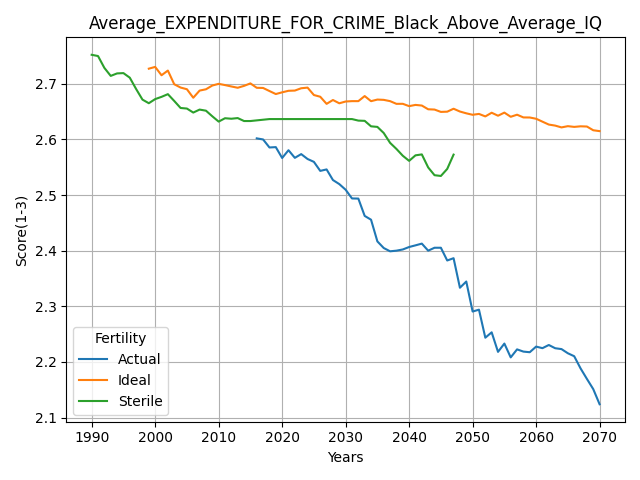 Average_EXPENDITURE_FOR_CRIME_Black_Above_Average_IQ
Score(1-3)
2.7
2.6
2.5
2.4
2.3
2.2
2.1
Fertility
Actual
Ideal
Sterile
1990 2000 2010 2020 2030 2040 2050 2060 2070
Years